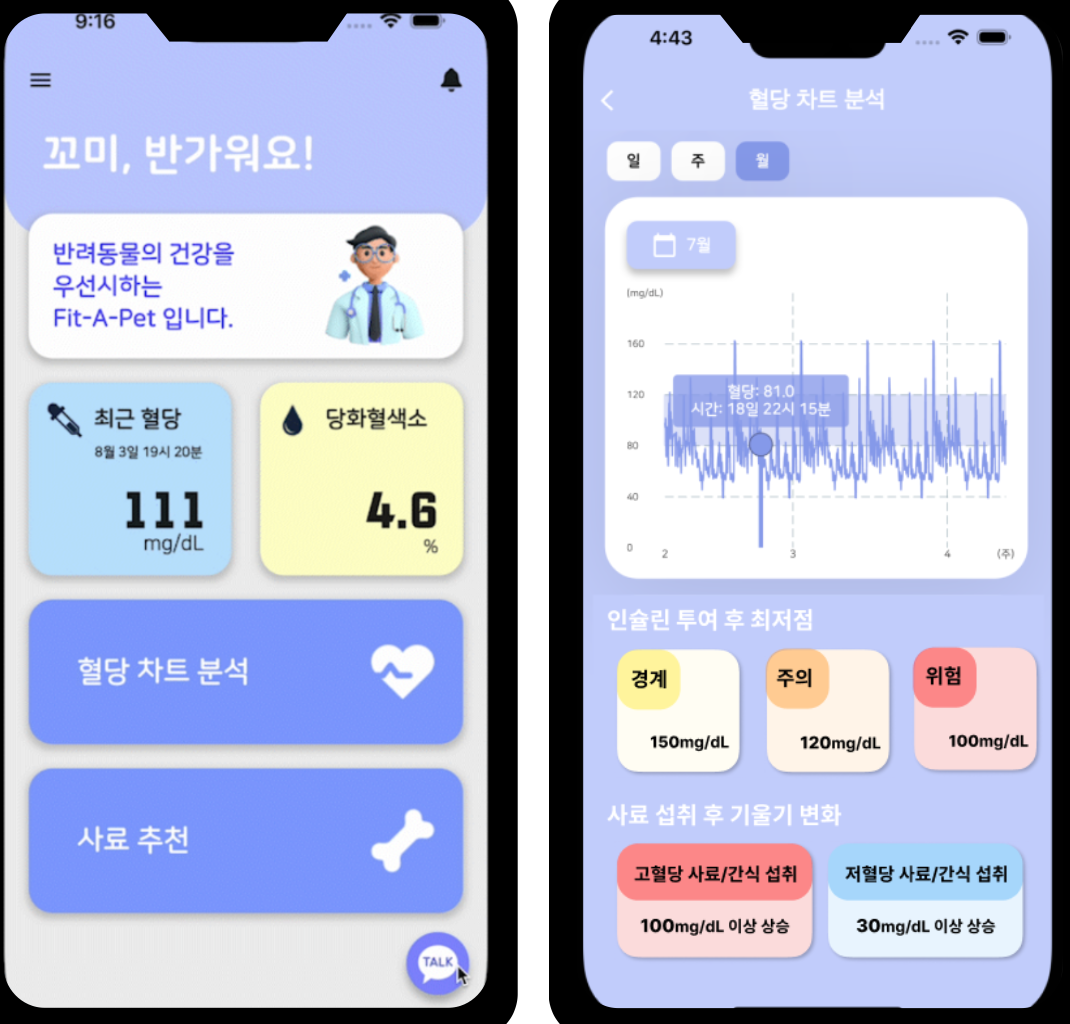 9:16
꼬미, 반가워요!
반려동물의 건강을
우선시하는
Fit-A-Pet 입니다.
최근 혈당
8월 3일 19시 20분
111
mg/dL
당화혈색소
4.6
%
혈당 차트 분석
사료 추천
TALK
4:43
혈당 차트 분석
일 주 월
7월
(mg/dL)
160
120
80
40
0
혈당: 81.0
시간: 18일 22시 15분
2 3 4 (주)
인슐린 투여 후 최저점
경계 주의 위험
150mg/dL 120mg/dL 100mg/dL
사료 섭취 후 기울기 변화
고혈당 사료/간식 섭취 저혈당 사료/간식 섭취
100mg/dL 이상 상승 30mg/dL 이상 상승